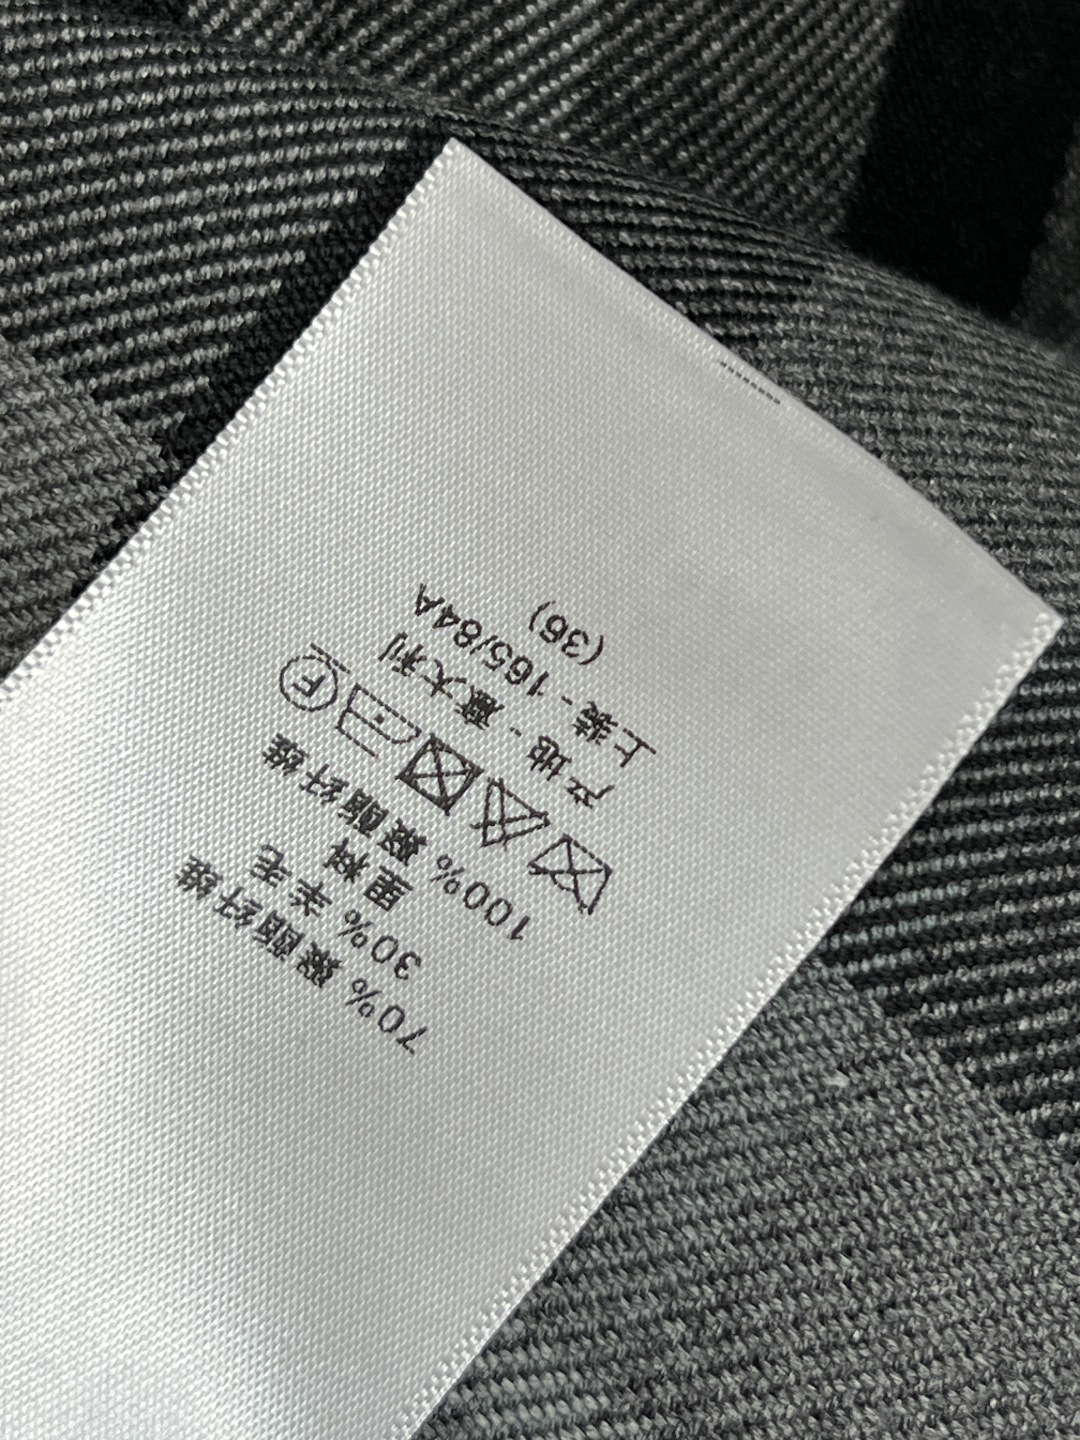 70% 聚酯纤维
30% 羊毛
里料
100% 聚酯纤维
F
产地 - 意大利
上装 - 165/84A
(36)